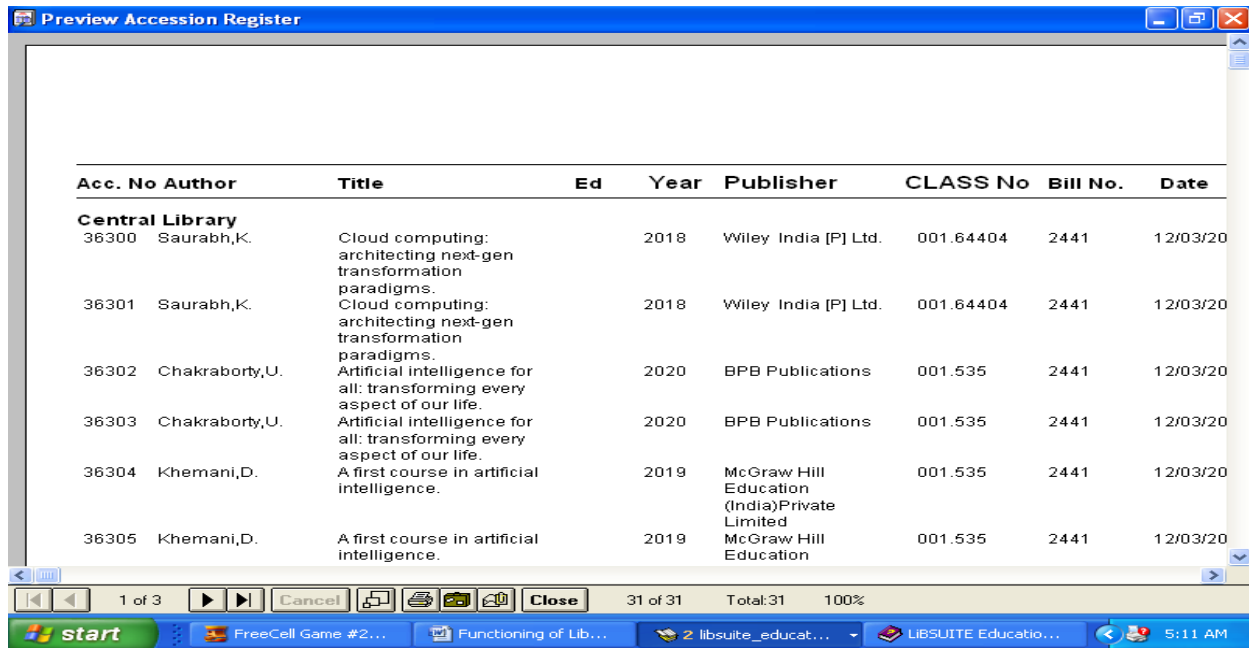 Preview Accession Register
Acc. No Author Title Ed Year Publisher CLASS No Bill No. Date
Central Library
36300 Saurabh,K. Cloud computing: 2018 Wiley India [P] Ltd. 001.64404 2441 12/03/20
architecting next-gen
transformation
paradigms.
36301 Saurabh,K. Cloud computing: 2018 Wiley India [P] Ltd. 001.64404 2441 12/03/20
architecting next-gen
transformation
paradigms.
36302 Chakraborty,U. Artificial intelligence for 2020 BPB Publications 001.535 2441 12/03/20
all: transforming every
aspect of our life.
36303 Chakraborty,U. Artificial intelligence for 2020 BPB Publications 001.535 2441 12/03/20
all: transforming every
aspect of our life.
36304 Khemani,D. A first course in artificial 2019 McGraw Hill 001.535 2441 12/03/20
intelligence. Education
(India)Private
Limited
36305 Khemani,D. A first course in artificial 2019 McGraw Hill 001.535 2441 12/03/20
intelligence. Education
1 of 3 Cancel Close 31 of 31 Total:31 100%
start FreeCell Game #2... Functioning of Lib... 2 libsuite_educat... LiBSUITE Educatio... 5:11 AM